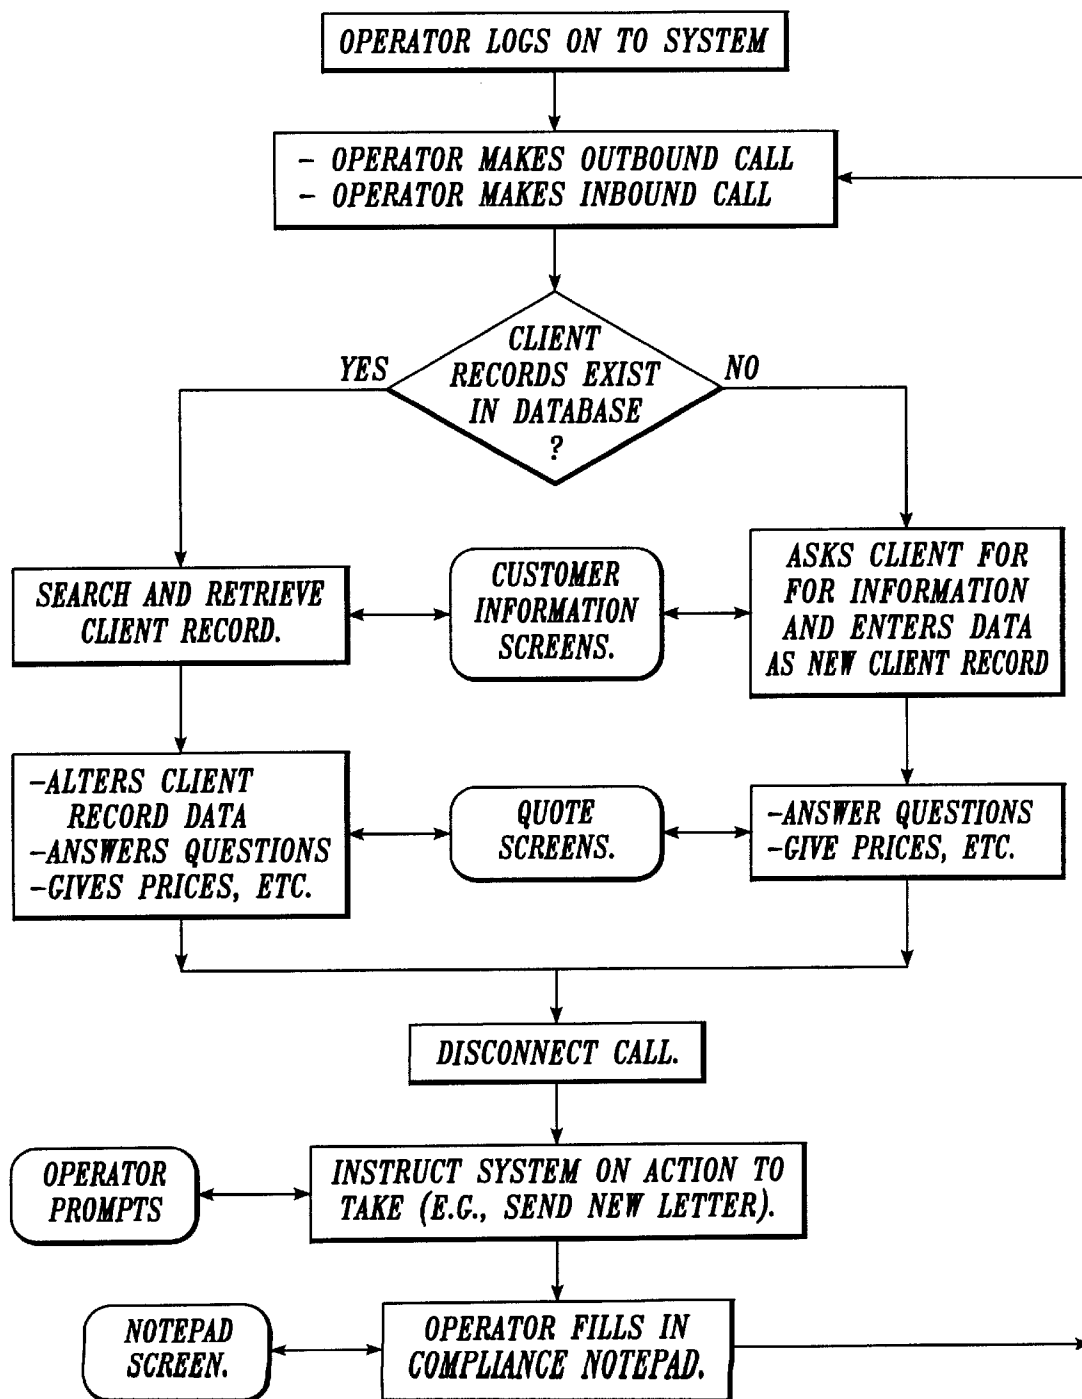 OPERATOR LOGS ON TO SYSTEM
- OPERATOR MAKES OUTBOUND CALL
- OPERATOR MAKES INBOUND CALL
CLIENT
RECORDS EXIST
IN DATABASE
?
YES
NO
SEARCH AND RETRIEVE
CLIENT RECORD.
CUSTOMER
INFORMATION
SCREENS.
ASKS CLIENT FOR
FOR INFORMATION
AND ENTERS DATA
AS NEW CLIENT RECORD
-ALTERS CLIENT
RECORD DATA
-ANSWERS QUESTIONS
-GIVES PRICES, ETC.
QUOTE
SCREENS.
-ANSWER QUESTIONS
-GIVE PRICES, ETC.
DISCONNECT CALL.
OPERATOR
PROMPTS
INSTRUCT SYSTEM ON ACTION TO
TAKE (E.G., SEND NEW LETTER).
NOTEPAD
SCREEN.
OPERATOR FILLS IN
COMPLIANCE NOTEPAD.